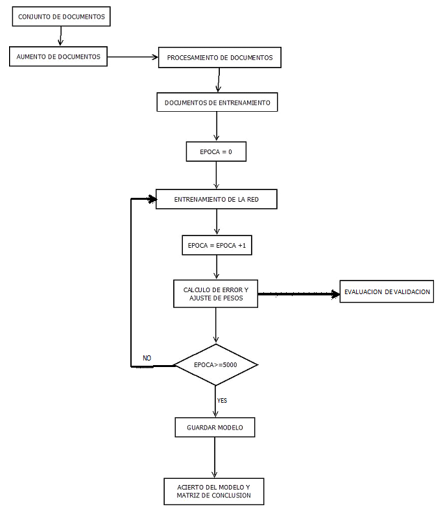 CONJUNTO DE DOCUMENTOS
AUMENTO DE DOCUMENTOS
PROCESAMIENTO DE DOCUMENTOS
DOCUMENTOS DE ENTRENAMIENTO
EPOCA = 0
ENTRENAMIENTO DE LA RED
EPOCA = EPOCA +1
CALCULO DE ERROR Y
AJUSTE DE PESOS
EVALUACION DE VALIDACION
EPOCA>=5000
NO
YES
GUARDAR MODELO
ACIERTO DEL MODELO Y
MATRIZ DE CONCLUSION